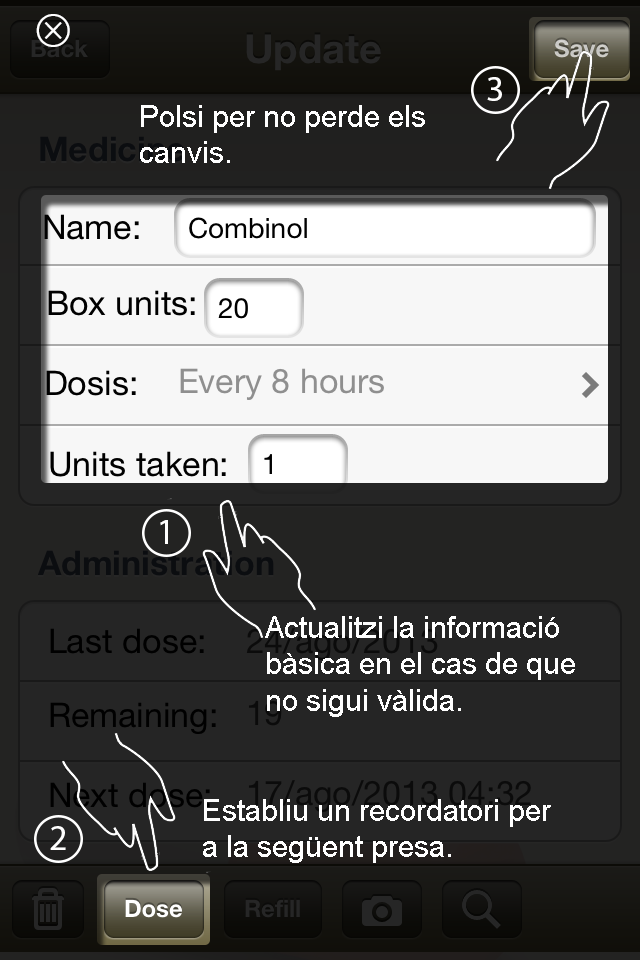 Back
Update
Save
3
Polsi per no perde els
canvis.
Medicine
Name: Combinol
Box units: 20
Dosis: Every 8 hours
Units taken: 1
1
Administration
Actualitzi la informació
bàsica en el cas de que
no sigui vàlida.
Last dose: 24/ago/2013
Remaining: 19
Next dose: 17/ago/2013 04:32
2
Establiu un recordatori per
a la següent presa.
Dose
Refill